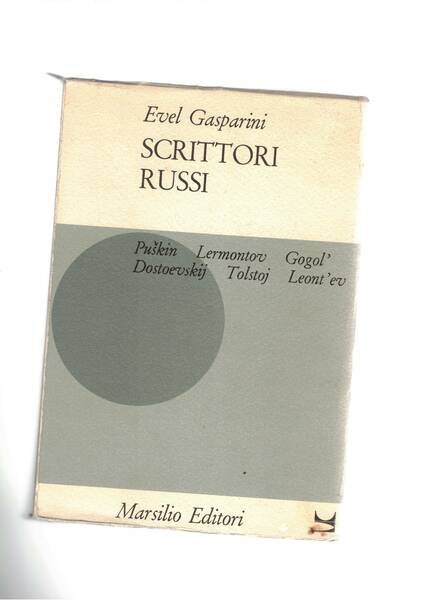 Evel Gasparini
SCRITTORI
RUSSI
Puškin Lermontov Gogol'
Dostoevskij Tolstoj Leont'ev
Marsilio Editori